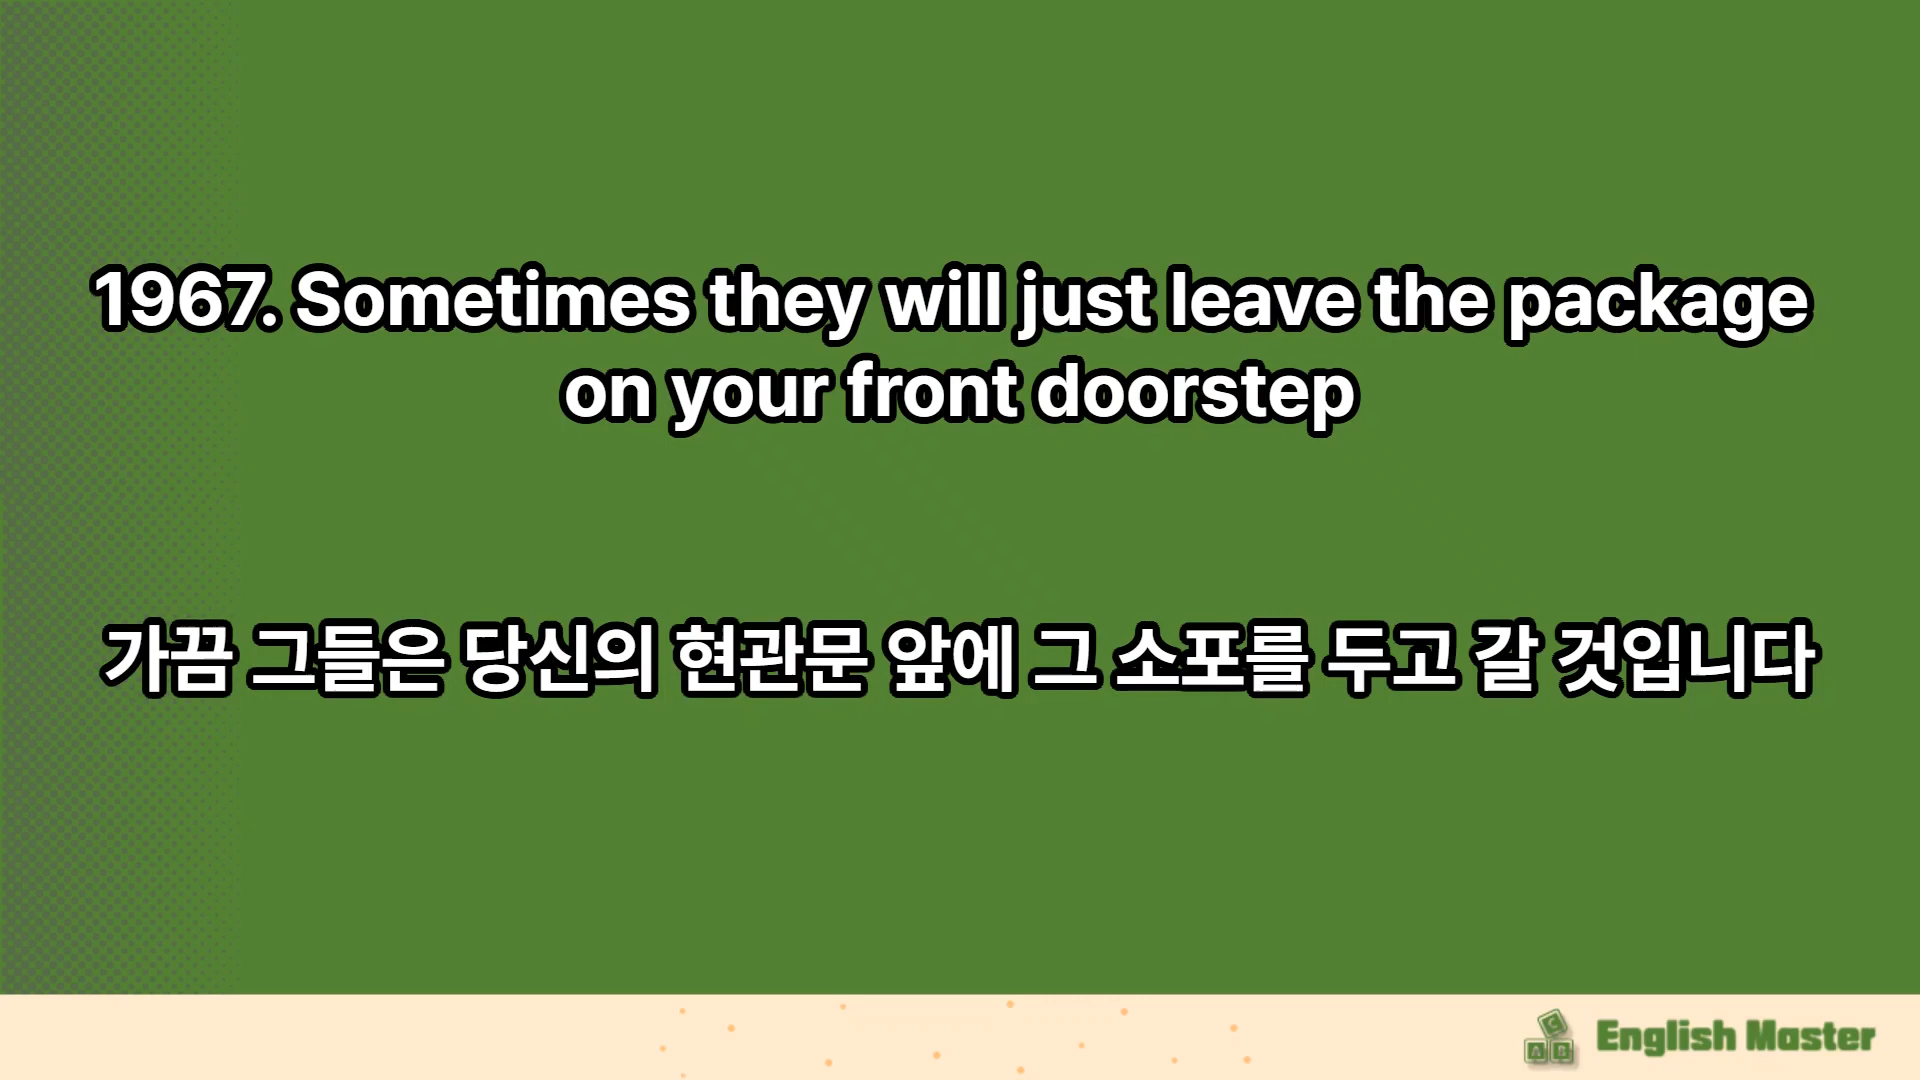 1967. Sometimes they will just leave the package
on your front doorstep
가끔 그들은 당신의 현관문 앞에 그 소포를 두고 갈 것입니다
C
A B
English Master